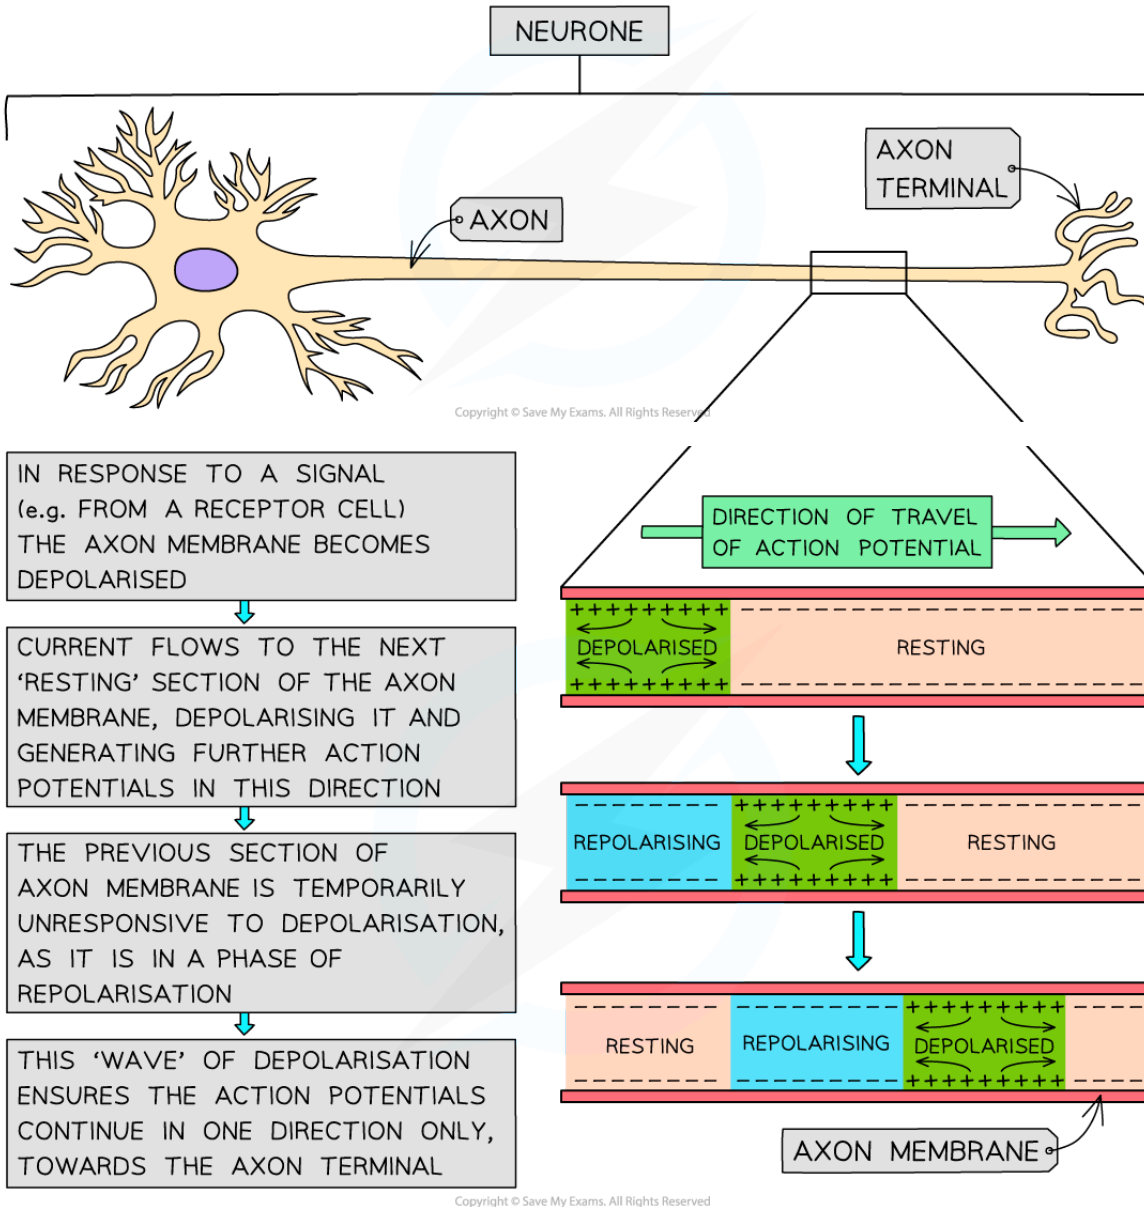 NEURONE
AXON
TERMINAL
AXON
Copyright © Save My Exams. All Rights Reserved
IN RESPONSE TO A SIGNAL
(e.g. FROM A RECEPTOR CELL)
THE AXON MEMBRANE BECOMES
DEPOLARISED
CURRENT FLOWS TO THE NEXT
‘RESTING’ SECTION OF THE AXON
MEMBRANE, DEPOLARISING IT AND
GENERATING FURTHER ACTION
POTENTIALS IN THIS DIRECTION
THE PREVIOUS SECTION OF
AXON MEMBRANE IS TEMPORARILY
UNRESPONSIVE TO DEPOLARISATION,
AS IT IS IN A PHASE OF
REPOLARISATION
THIS ‘WAVE’ OF DEPOLARISATION
ENSURES THE ACTION POTENTIALS
CONTINUE IN ONE DIRECTION ONLY,
TOWARDS THE AXON TERMINAL
DIRECTION OF TRAVEL
OF ACTION POTENTIAL
DEPOLARISED
RESTING
REPOLARISING
DEPOLARISED
RESTING
RESTING
REPOLARISING
DEPOLARISED
AXON MEMBRANE
Copyright © Save My Exams. All Rights Reserved